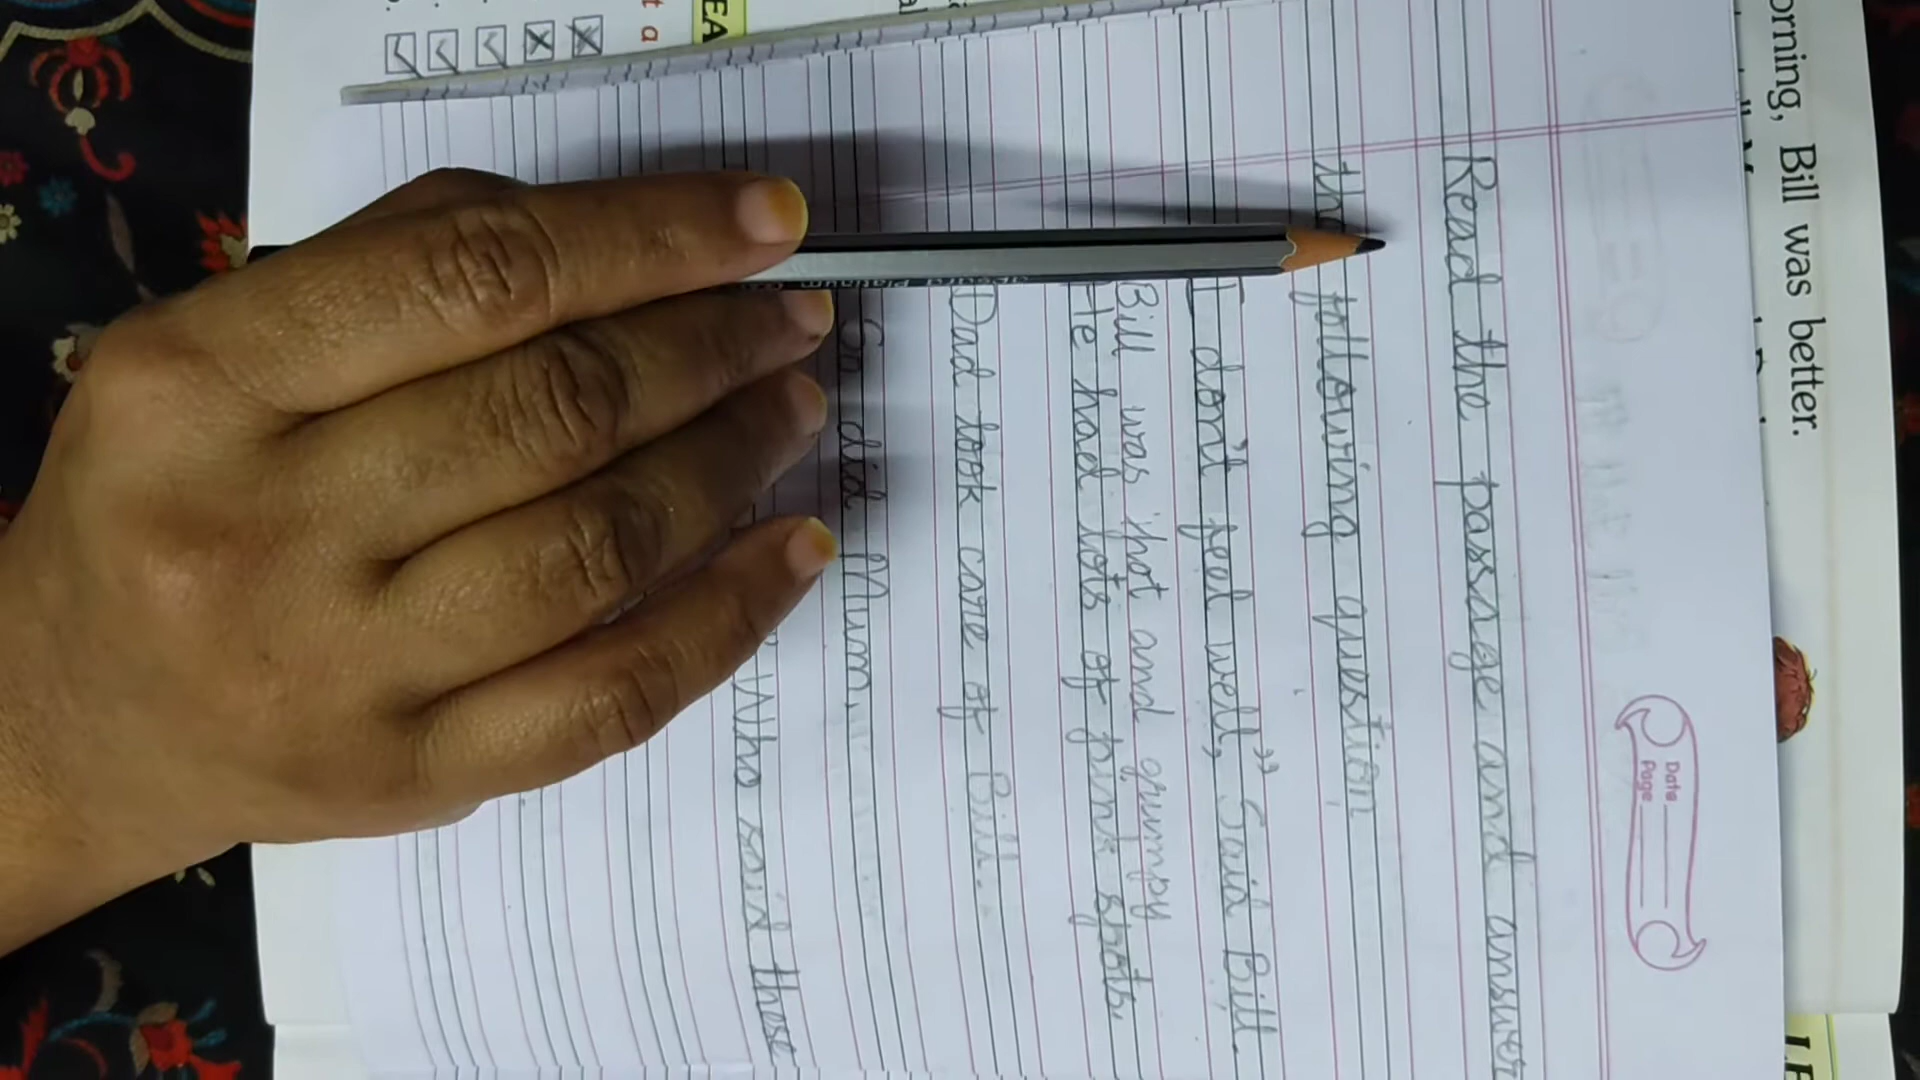 orning, Bill was better.
Date
Page
Read the passage and answer
the following question
I don't feel well," Said Bill.
Bill was hot and grumpy
He had lots of pink spots.
Dad took care of Bill.
So did Mum.
Who said these
EA
t a